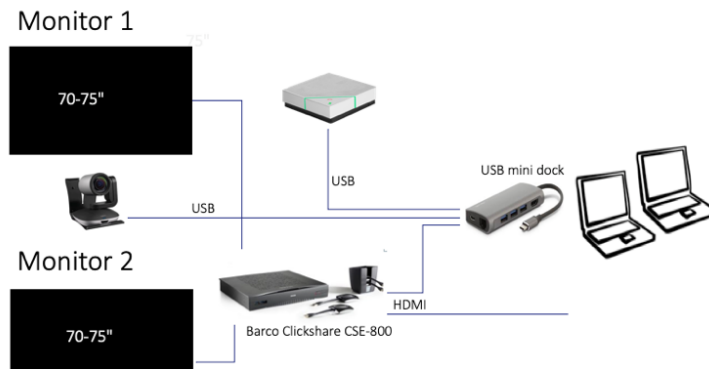 Monitor 1
75"
70-75"
USB mini dock
USB
USB
Monitor 2
HDMI
Barco Clickshare CSE-800
70-75"